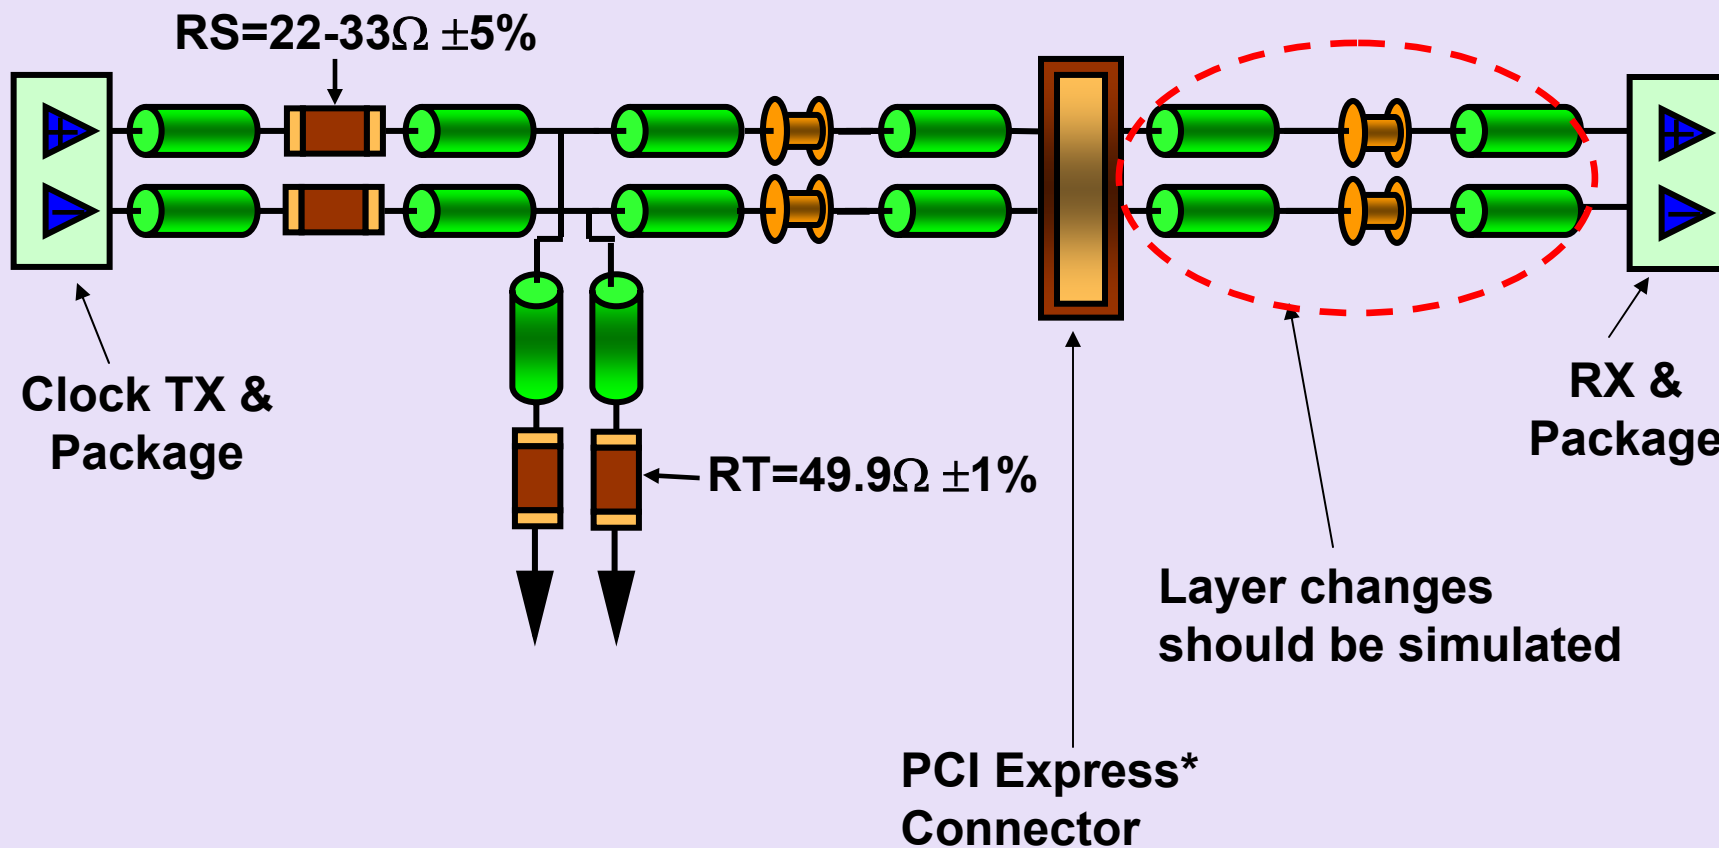 RS=22-33Ω ±5%
Clock TX &
Package
RX &
Package
RT=49.9Ω ±1%
Layer changes
should be simulated
PCI Express*
Connector